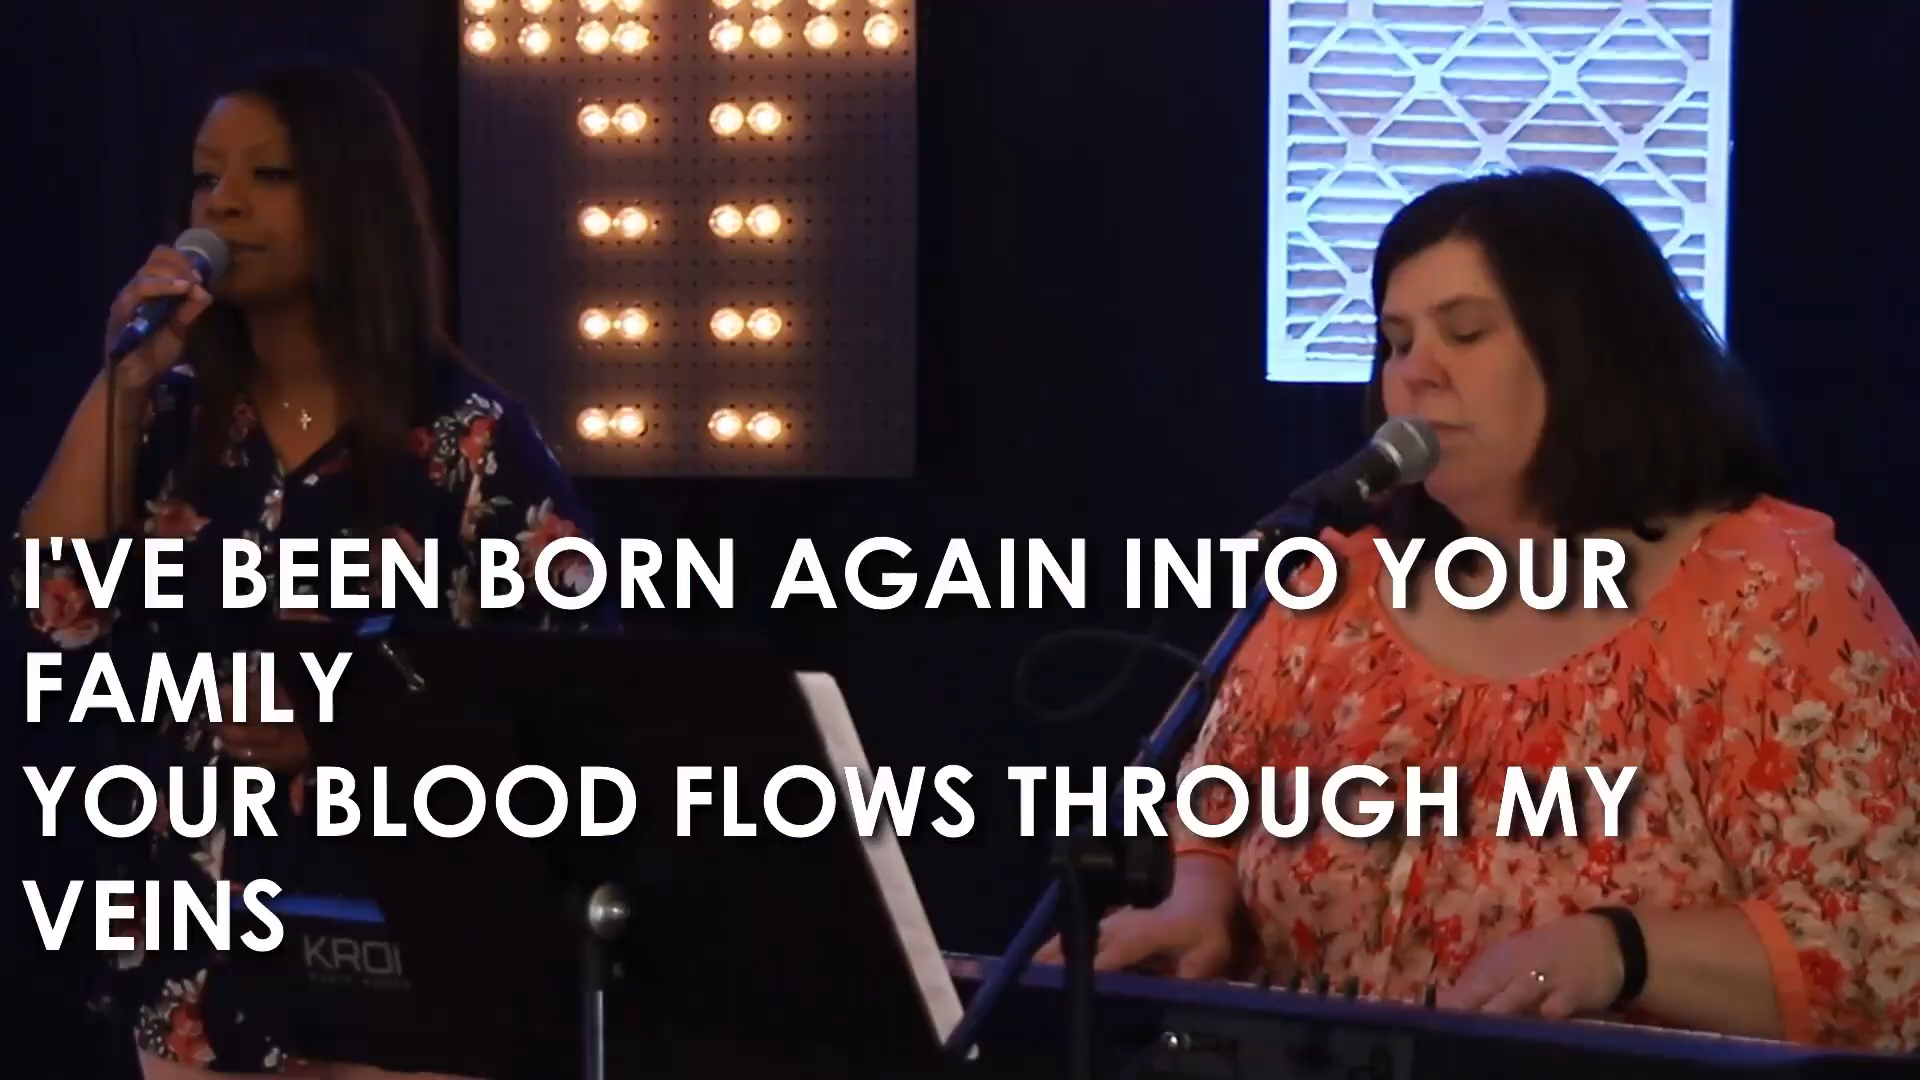 I'VE BEEN BORN AGAIN INTO YOUR
FAMILY
YOUR BLOOD FLOWS THROUGH MY
VEINS